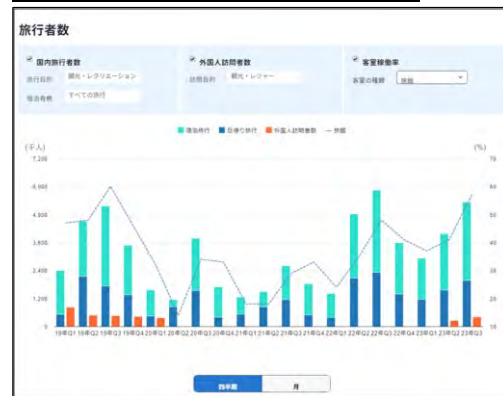 旅行者数
国内旅行者数
旅行目的 観光・レクリエーション
宿泊有無 すべての旅行
外国人訪問者数
訪問目的 観光・レジャー
客室稼働率
客室の種類 旅館
宿泊旅行 日帰り旅行 外国人訪問者数 旅館
(千人) (%)
7,200 70
6,000 60
4,800 50
3,600 40
2,400 30
1,200 20
0 10
19年Q1 19年Q2 19年Q3 19年Q4 20年Q1 20年Q2 20年Q3 20年Q4 21年Q1 21年Q2 21年Q3 21年Q4 22年Q1 22年Q2 22年Q3 22年Q4 23年Q1 23年Q2 23年Q3
四半期 月